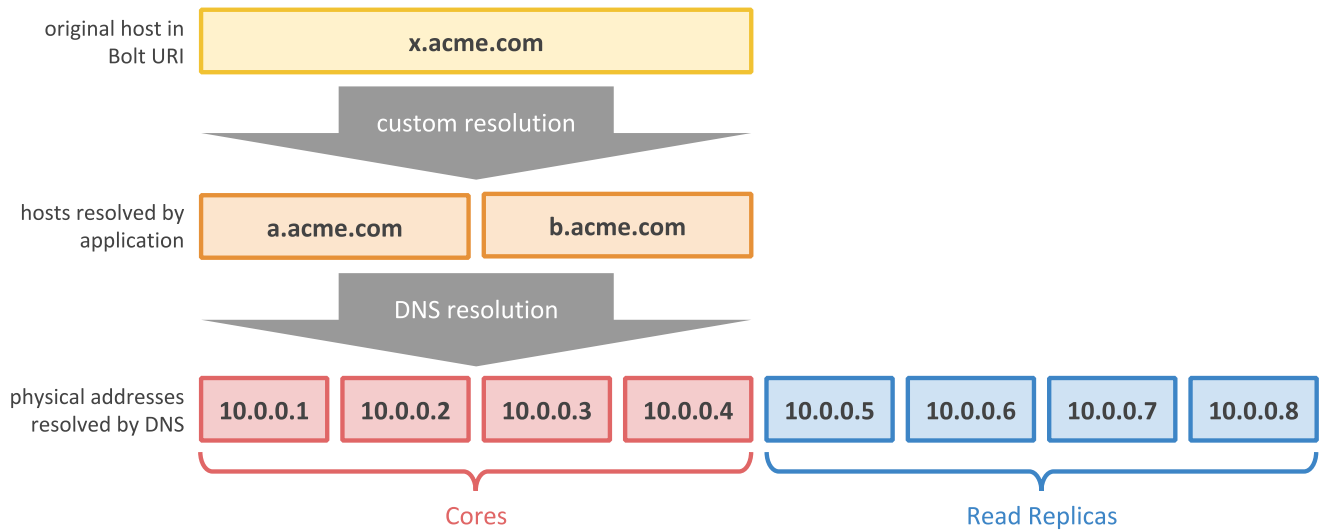 original host in
Bolt URI
x.acme.com
custom resolution
hosts resolved by
application
a.acme.com
b.acme.com
DNS resolution
physical addresses
resolved by DNS
10.0.0.1
10.0.0.2
10.0.0.3
10.0.0.4
10.0.0.5
10.0.0.6
10.0.0.7
10.0.0.8
Cores
Read Replicas